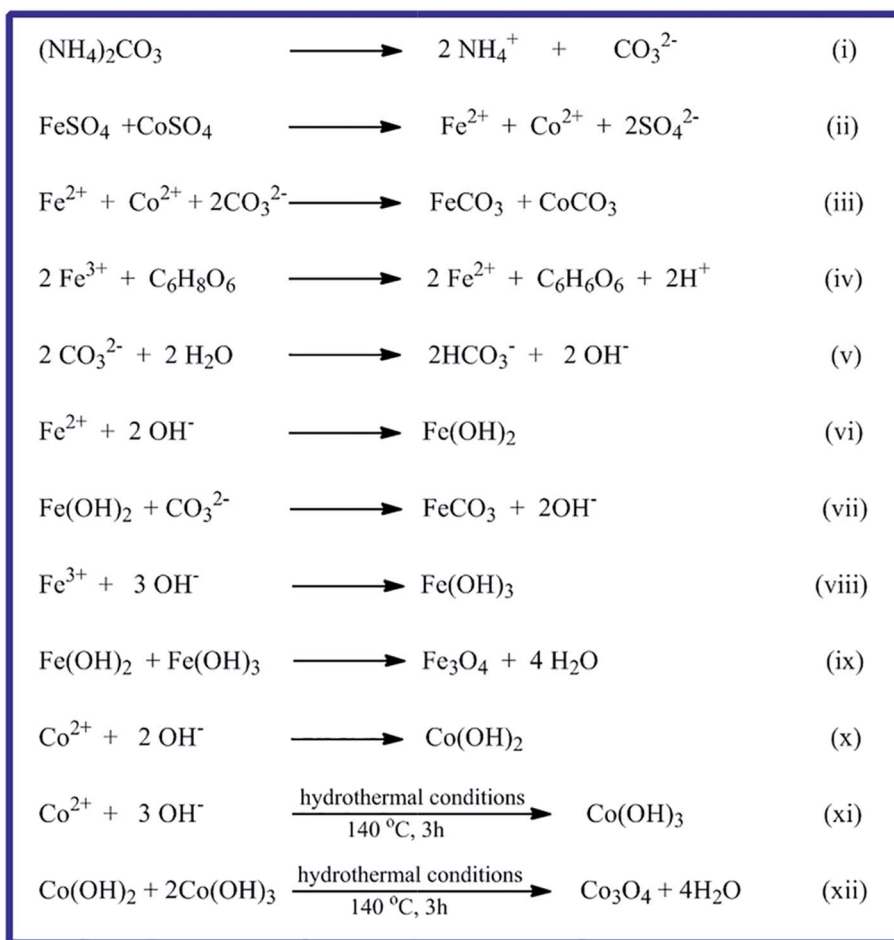 (NH₄)₂CO₃ ⟶ 2 NH₄⁺ + CO₃²⁻ (i)
FeSO₄ +CoSO₄ ⟶ Fe²⁺ + Co²⁺ + 2SO₄²⁻ (ii)
Fe²⁺ + Co²⁺ + 2CO₃²⁻ ⟶ FeCO₃ + CoCO₃ (iii)
2 Fe³⁺ + C₆H₈O₆ ⟶ 2 Fe²⁺ + C₆H₆O₆ + 2H⁺ (iv)
2 CO₃²⁻ + 2 H₂O ⟶ 2HCO₃⁻ + 2 OH⁻ (v)
Fe²⁺ + 2 OH⁻ ⟶ Fe(OH)₂ (vi)
Fe(OH)₂ + CO₃²⁻ ⟶ FeCO₃ + 2OH⁻ (vii)
Fe³⁺ + 3 OH⁻ ⟶ Fe(OH)₃ (viii)
Fe(OH)₂ + Fe(OH)₃ ⟶ Fe₃O₄ + 4 H₂O (ix)
Co²⁺ + 2 OH⁻ ⟶ Co(OH)₂ (x)
hydrothermal conditions
Co²⁺ + 3 OH⁻ ⟶ Co(OH)₃ (xi)
140 °C, 3h
hydrothermal conditions
Co(OH)₂ + 2Co(OH)₃ ⟶ Co₃O₄ + 4H₂O (xii)
140 °C, 3h